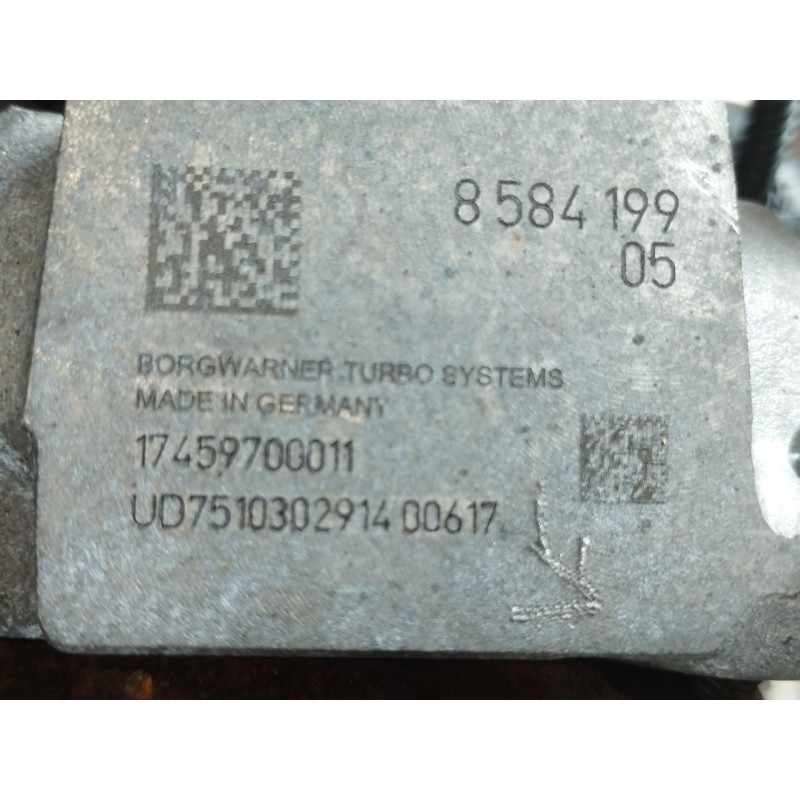 8 584 199
05
BORGWARNER TURBO SYSTEMS
MADE IN GERMANY
17459700011
UD7510302914 00617